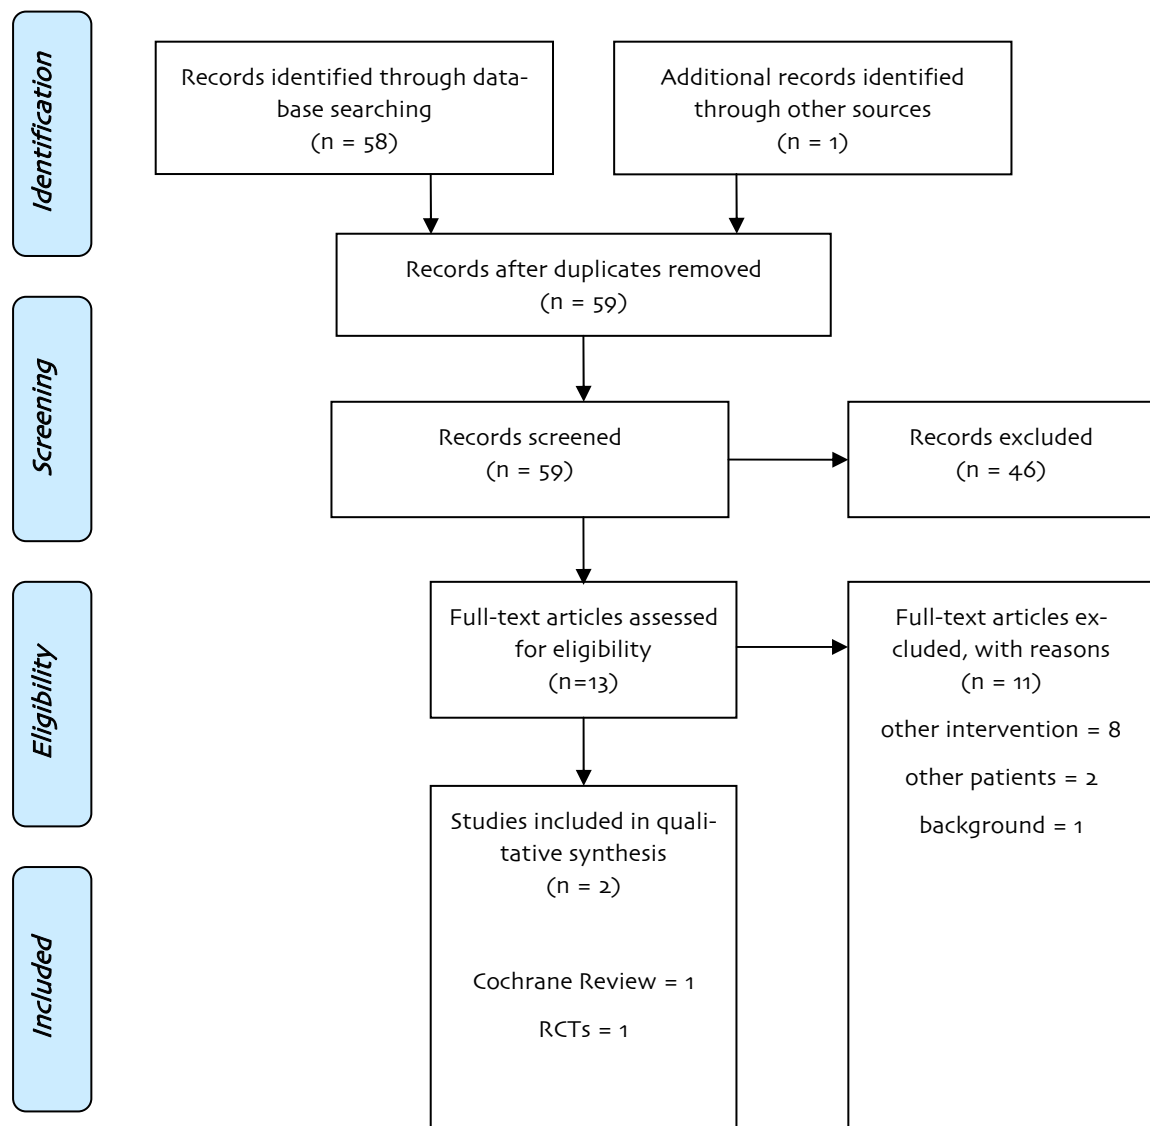 Identification
Records identified through data-
base searching
(n = 58)
Additional records identified
through other sources
(n = 1)
Records after duplicates removed
(n = 59)
Screening
Records screened
(n = 59)
Records excluded
(n = 46)
Eligibility
Full-text articles assessed
for eligibility
(n=13)
Full-text articles ex-
cluded, with reasons
(n = 11)
other intervention = 8
other patients = 2
background = 1
Included
Studies included in quali-
tative synthesis
(n = 2)
Cochrane Review = 1
RCTs = 1